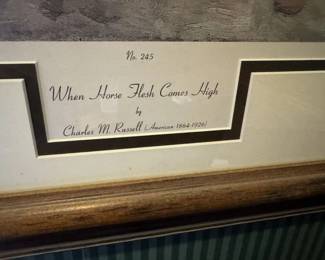 No. 245
When Horse Flesh Comes High
by
Charles M. Russell (American 1864-1926)